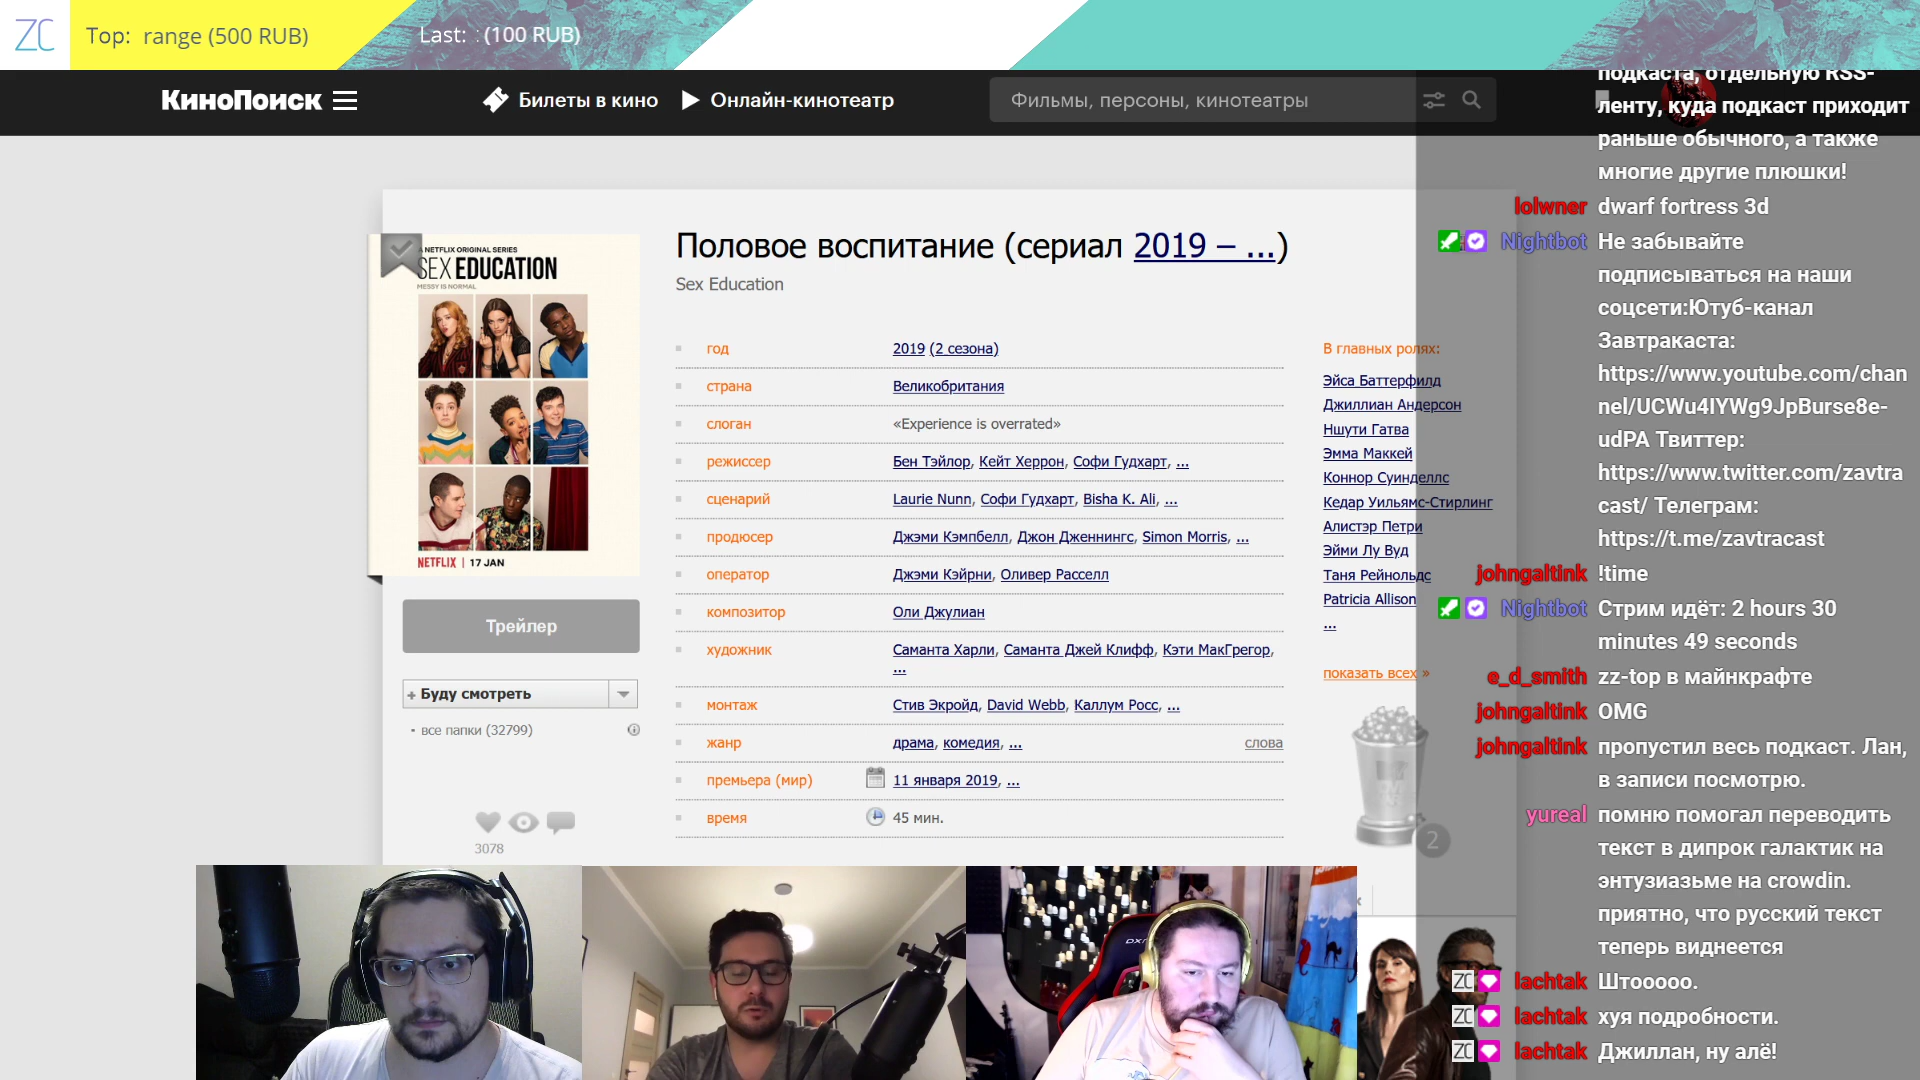 ZC
Top: range (500 RUB)
Last: : (100 RUB)
КиноПоиск
Билеты в кино
Онлайн-кинотеатр
Фильмы, персоны, кинотеатры
A NETFLIX ORIGINAL SERIES
SEX EDUCATION
MESSY IS NORMAL
NETFLIX | 17 JAN
Трейлер
+ Буду смотреть
• все папки (32799)
3078
Половое воспитание (сериал 2019 – ...)
Sex Education
год 2019 (2 сезона)
страна Великобритания
слоган «Experience is overrated»
режиссер Бен Тэйлор, Кейт Херрон, Софи Гудхарт, ...
сценарий Laurie Nunn, Софи Гудхарт, Bisha K. Ali, ...
продюсер Джэми Кэмпбелл, Джон Дженнингс, Simon Morris, ...
оператор Джэми Кэйрни, Оливер Расселл
композитор Оли Джулиан
художник Саманта Харли, Саманта Джей Клифф, Кэти МакГрегор,
...
монтаж Стив Экройд, David Webb, Каллум Росс, ...
жанр драма, комедия, ... слова
премьера (мир) 11 января 2019, ...
время 45 мин.
В главных ролях:
Эйса Баттерфилд
Джиллиан Андерсон
Ншути Гатва
Эмма Маккей
Коннор Суинделлс
Кедар Уильямс-Стирлинг
Алистэр Петри
Эйми Лу Вуд
Таня Рейнольдс
Patricia Allison
...
показать всех »
2
подкаста, отдельную RSS-
ленту, куда подкаст приходит
раньше обычного, а также
многие другие плюшки!
lolwner dwarf fortress 3d
Nightbot Не забывайте
подписываться на наши
соцсети:Ютуб-канал
Завтракаста:
https://www.youtube.com/chan
nel/UCWu4lYWg9JpBurse8e-
udPA Твиттер:
https://www.twitter.com/zavtra
cast/ Телеграм:
https://t.me/zavtracast
johngaltink !time
Nightbot Стрим идёт: 2 hours 30
minutes 49 seconds
e_d_smith zz-top в майнкрафте
johngaltink OMG
johngaltink пропустил весь подкаст. Лан,
в записи посмотрю.
yureal помню помогал переводить
текст в дипрок галактик на
энтузиазьме на crowdin.
приятно, что русский текст
теперь виднеется
ZC lachtak Штооооо.
ZC lachtak хуя подробности.
ZC lachtak Джиллан, ну алё!